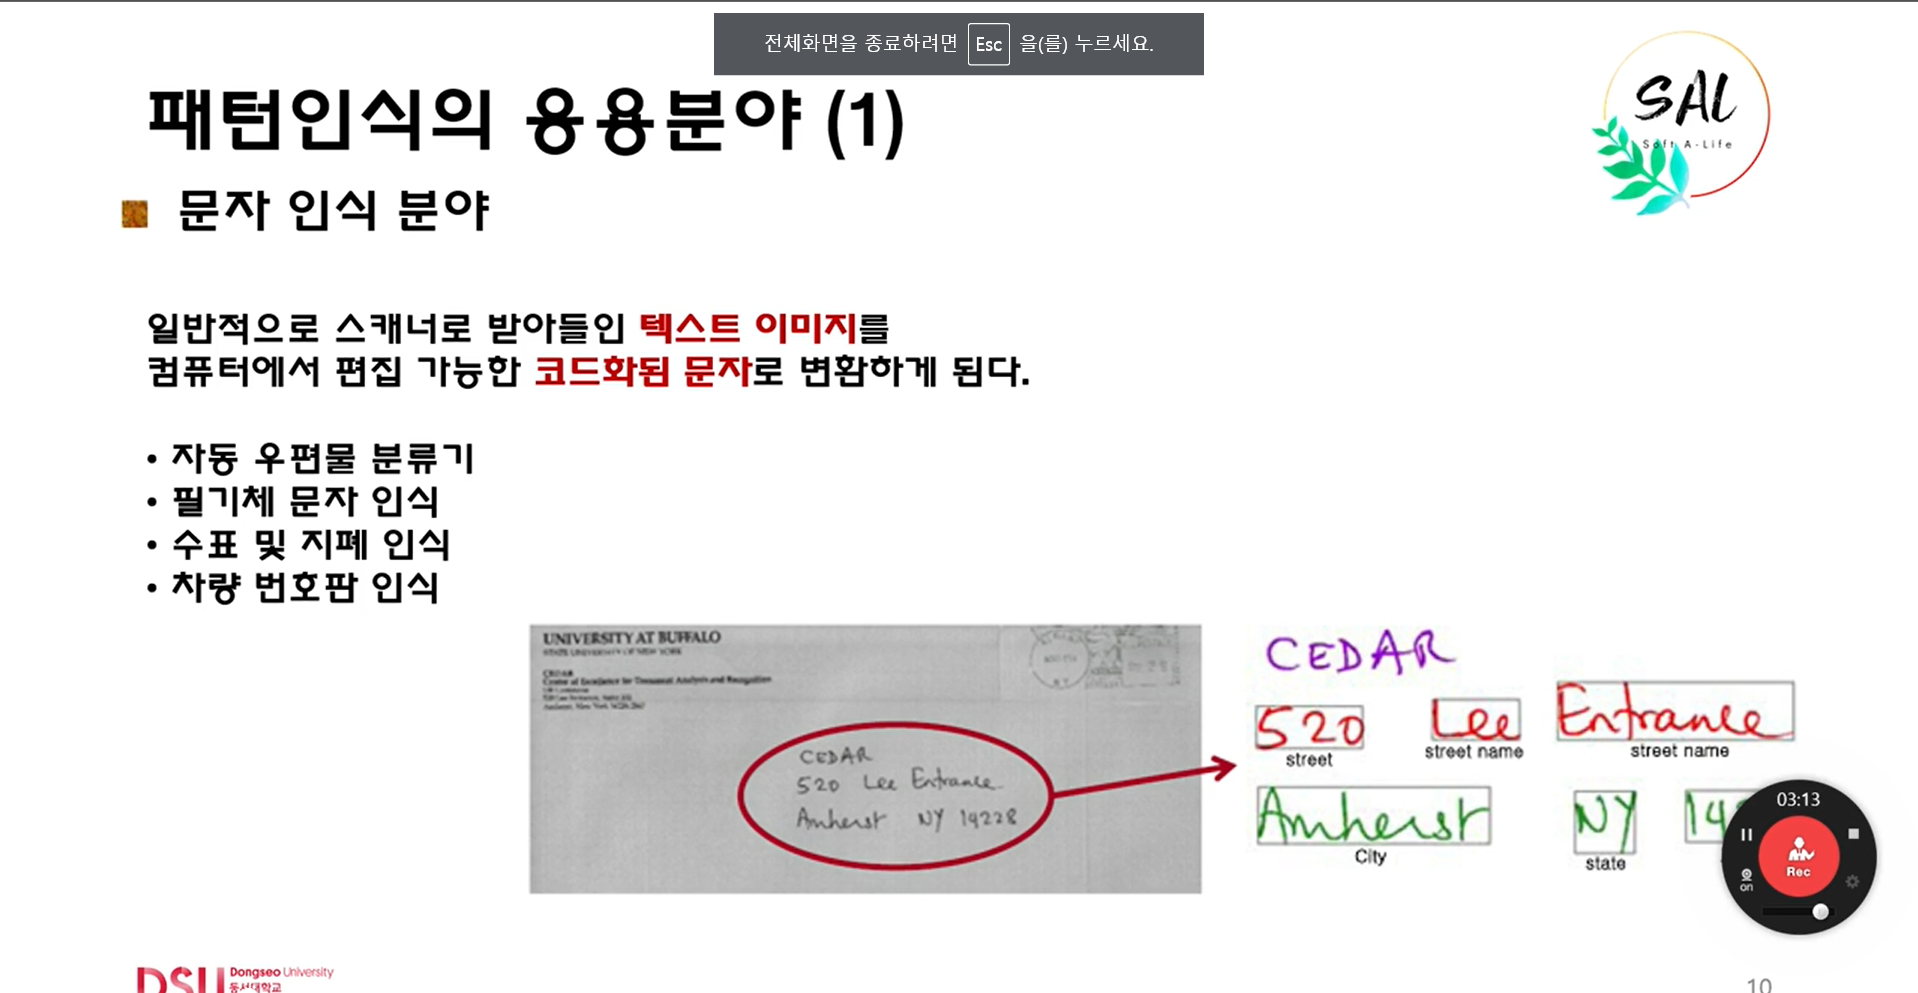 전체화면을 종료하려면 Esc 을(를) 누르세요.
패턴인식의 응용분야 (1)
SAL
Soft A-Life
문자 인식 분야
일반적으로 스캐너로 받아들인 텍스트 이미지를
컴퓨터에서 편집 가능한 코드화된 문자로 변환하게 된다.
• 자동 우편물 분류기
• 필기체 문자 인식
• 수표 및 지폐 인식
• 차량 번호판 인식
UNIVERSITY AT BUFFALO
STATE UNIVERSITY OF NEW YORK
CEDAR
Center of Excellence for Document Analysis and Recognition
CEDAR
520 Lee Entrance
Amherst NY 14228
CEDAR
520 Lee Entrance
street street name street name
Amherst NY 14
City state
03:13
Rec
on
DSU Dongseo University
동서대학교
10